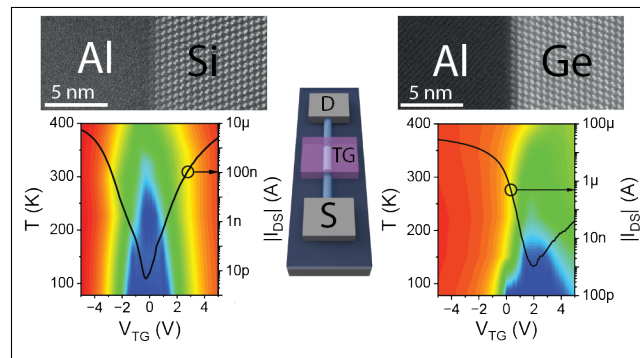 Al Si
5 nm
Al Ge
5 nm
D
TG
S
400
300
200
100
T (K)
-4 -2 0 2 4
V_TG (V)
10µ
100n
1n
10p
|I_DS| (A)
400
300
200
100
T (K)
-4 -2 0 2 4
V_TG (V)
100µ
1µ
10n
100p
|I_DS| (A)